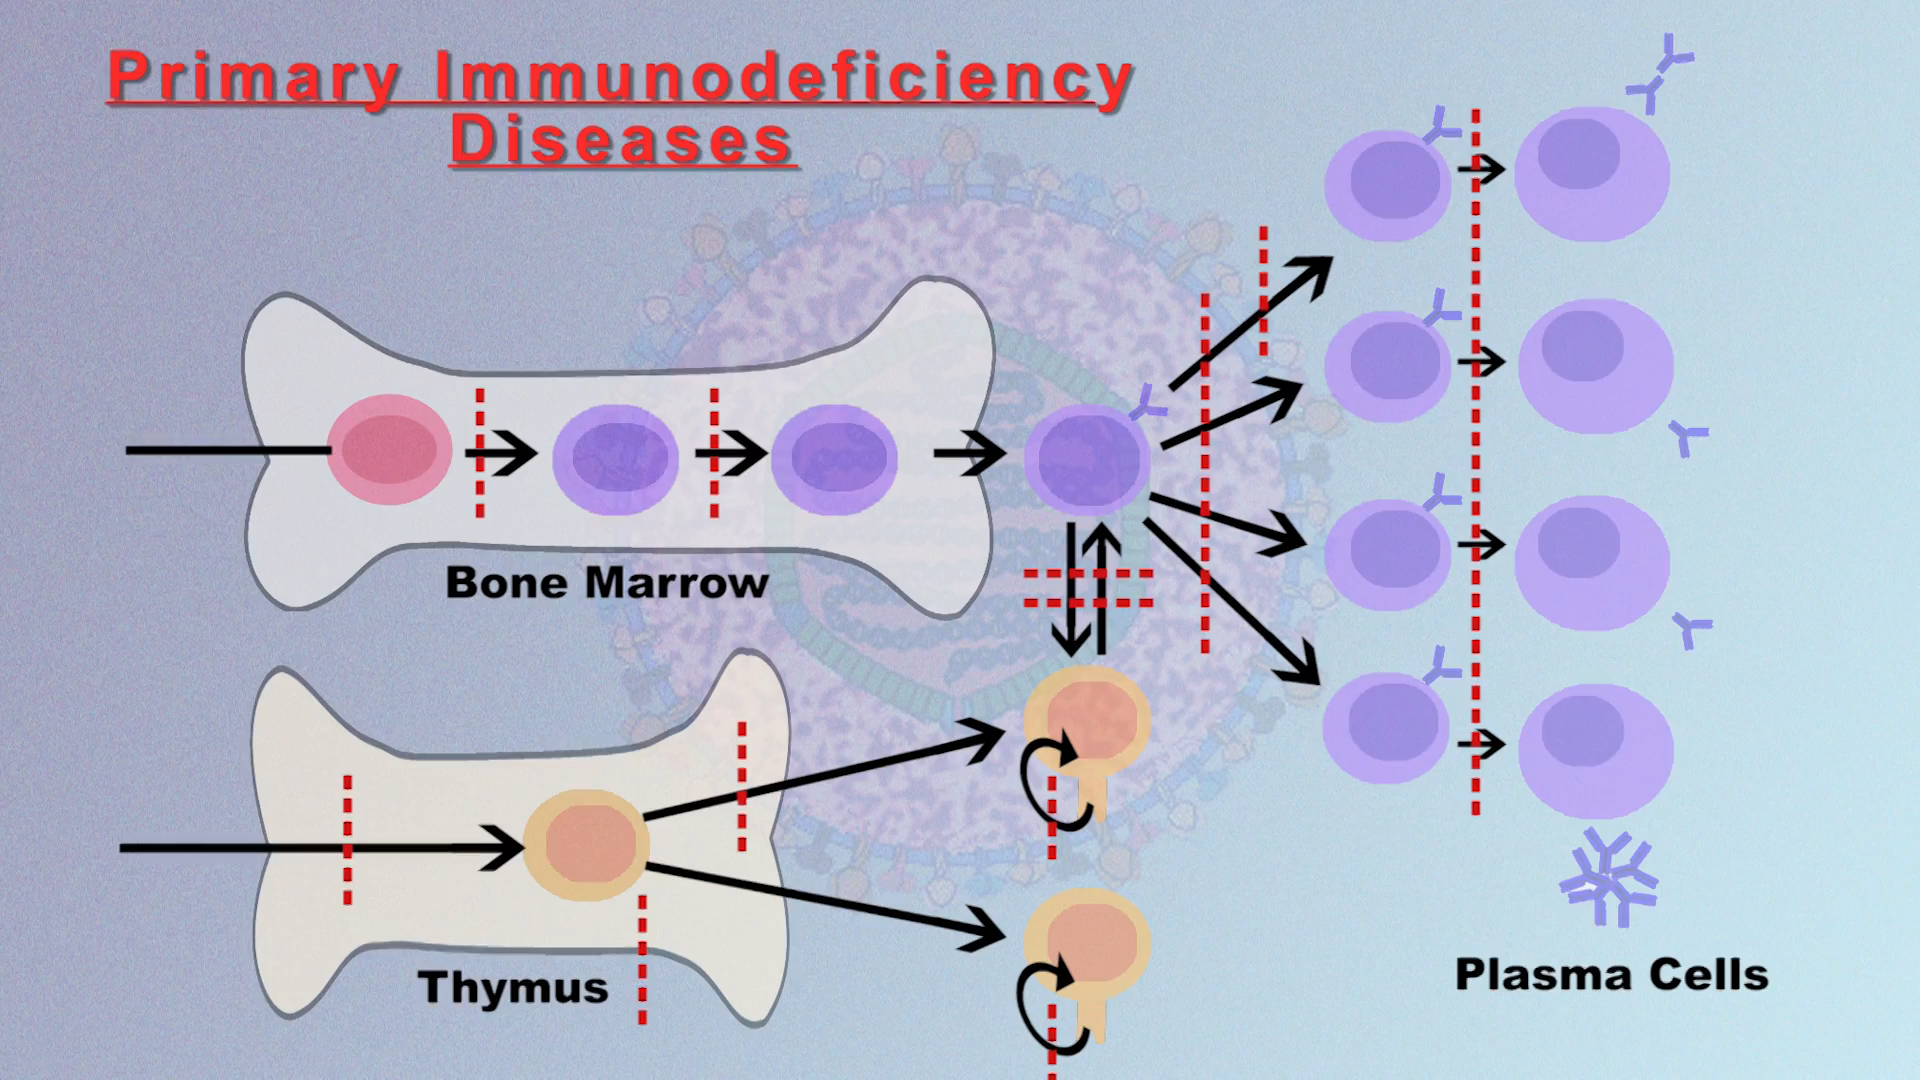 Primary Immunodeficiency
Diseases
Bone Marrow
Thymus
Plasma Cells